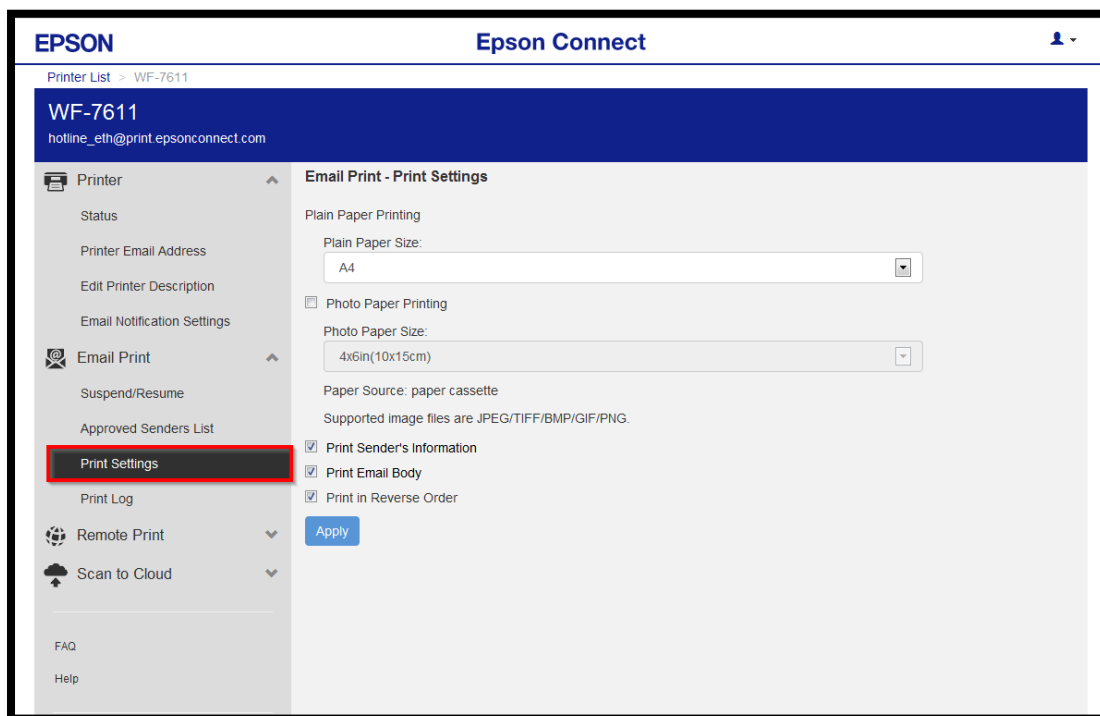 EPSON
Epson Connect
Printer List > WF-7611
WF-7611
hotline_eth@print.epsonconnect.com
Printer
Status
Printer Email Address
Edit Printer Description
Email Notification Settings
Email Print
Suspend/Resume
Approved Senders List
Print Settings
Print Log
Remote Print
Scan to Cloud
FAQ
Help
Email Print - Print Settings
Plain Paper Printing
Plain Paper Size:
A4
Photo Paper Printing
Photo Paper Size:
4x6in(10x15cm)
Paper Source: paper cassette
Supported image files are JPEG/TIFF/BMP/GIF/PNG.
Print Sender's Information
Print Email Body
Print in Reverse Order
Apply